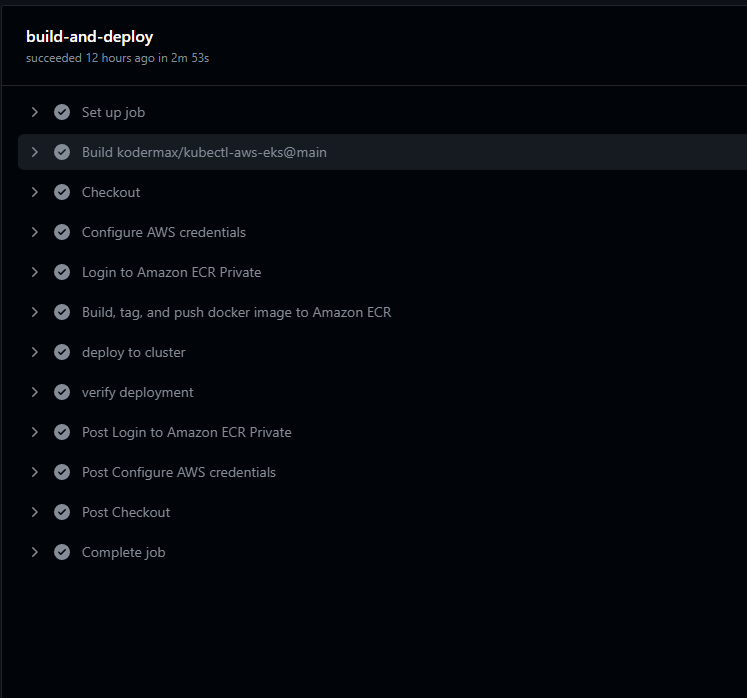 build-and-deploy
succeeded 12 hours ago in 2m 53s
Set up job
Build kodermax/kubectl-aws-eks@main
Checkout
Configure AWS credentials
Login to Amazon ECR Private
Build, tag, and push docker image to Amazon ECR
deploy to cluster
verify deployment
Post Login to Amazon ECR Private
Post Configure AWS credentials
Post Checkout
Complete job